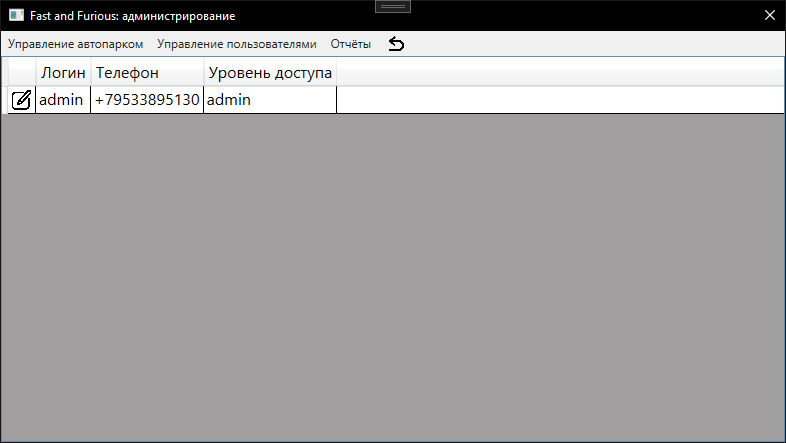 Fast and Furious: администрирование
Управление автопарком Управление пользователями Отчёты
Логин Телефон Уровень доступа
admin +79533895130 admin